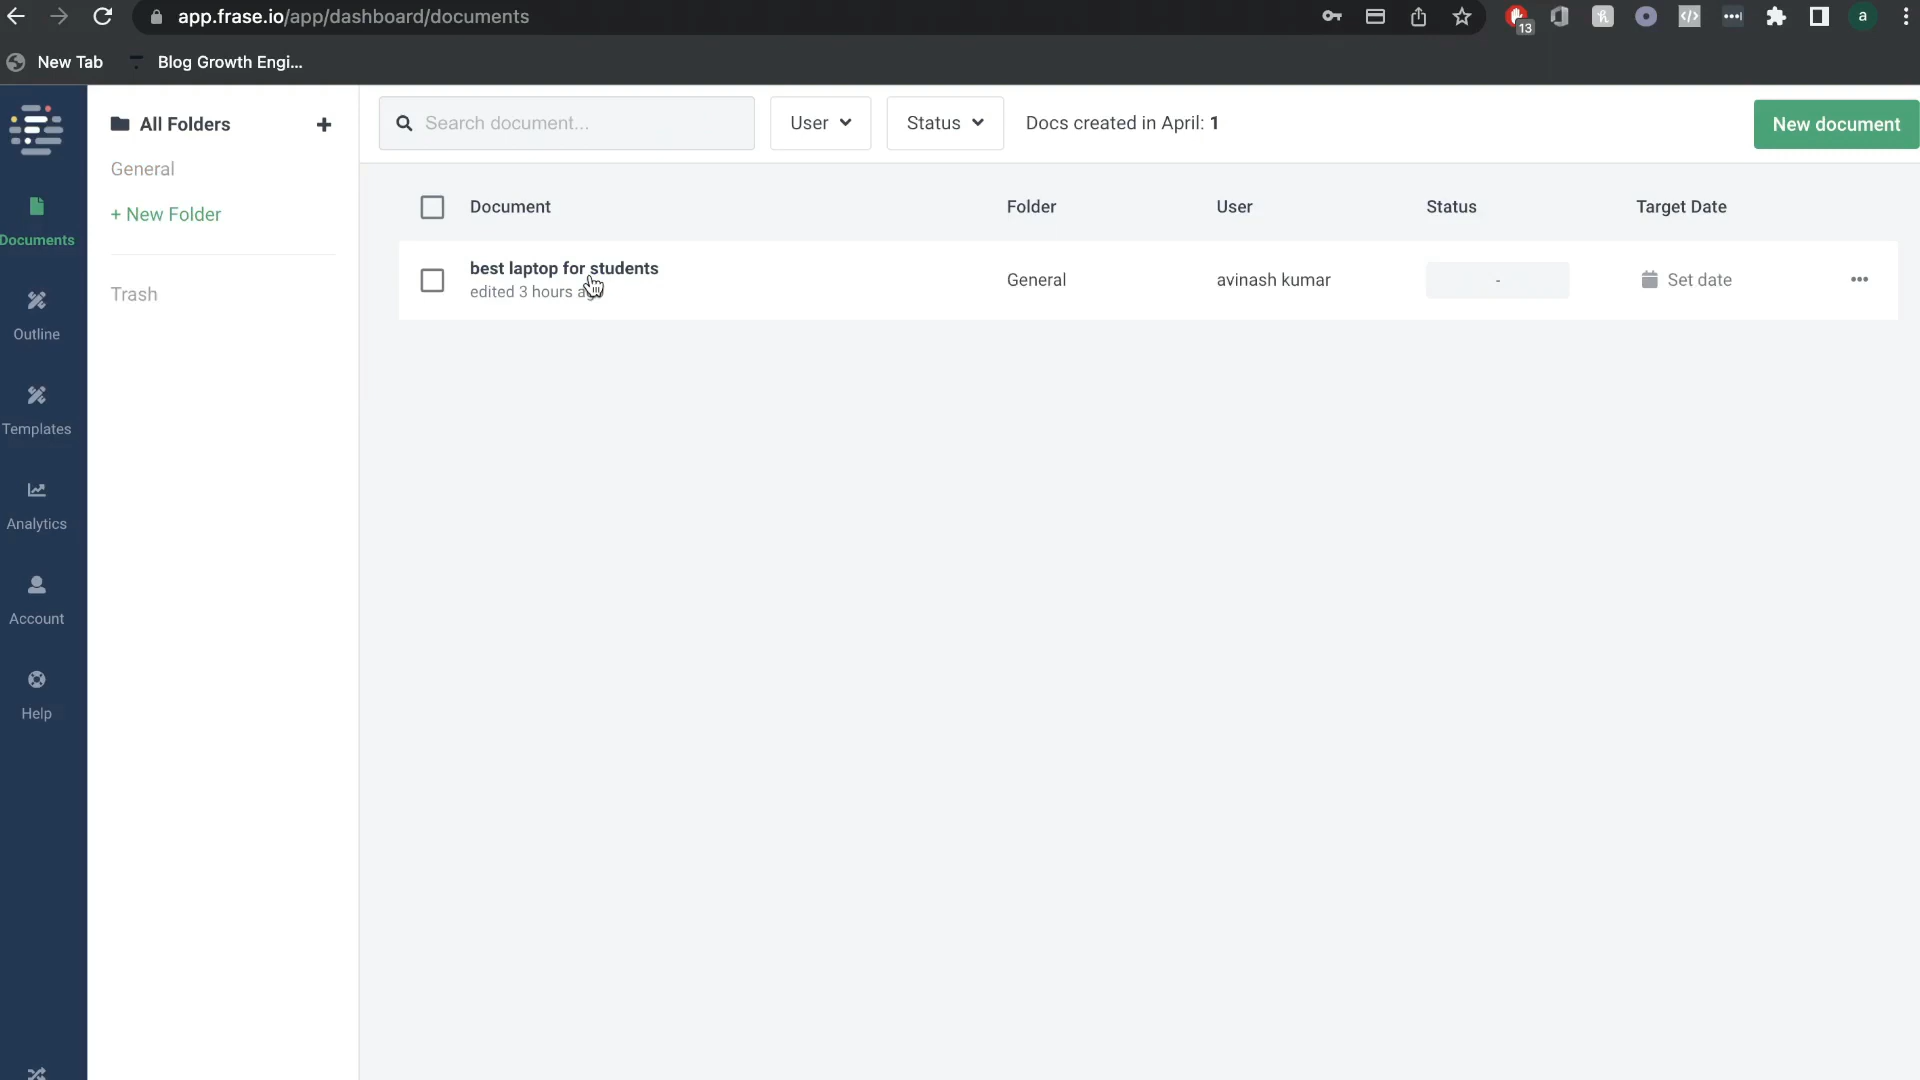 app.frase.io/app/dashboard/documents
13
a
New Tab
Blog Growth Engi...
All Folders
General
+ New Folder
Trash
Documents
Outline
Templates
Analytics
Account
Help
Search document...
User
Status
Docs created in April: 1
New document
Document
Folder
User
Status
Target Date
best laptop for students
edited 3 hours
General
avinash kumar
-
Set date